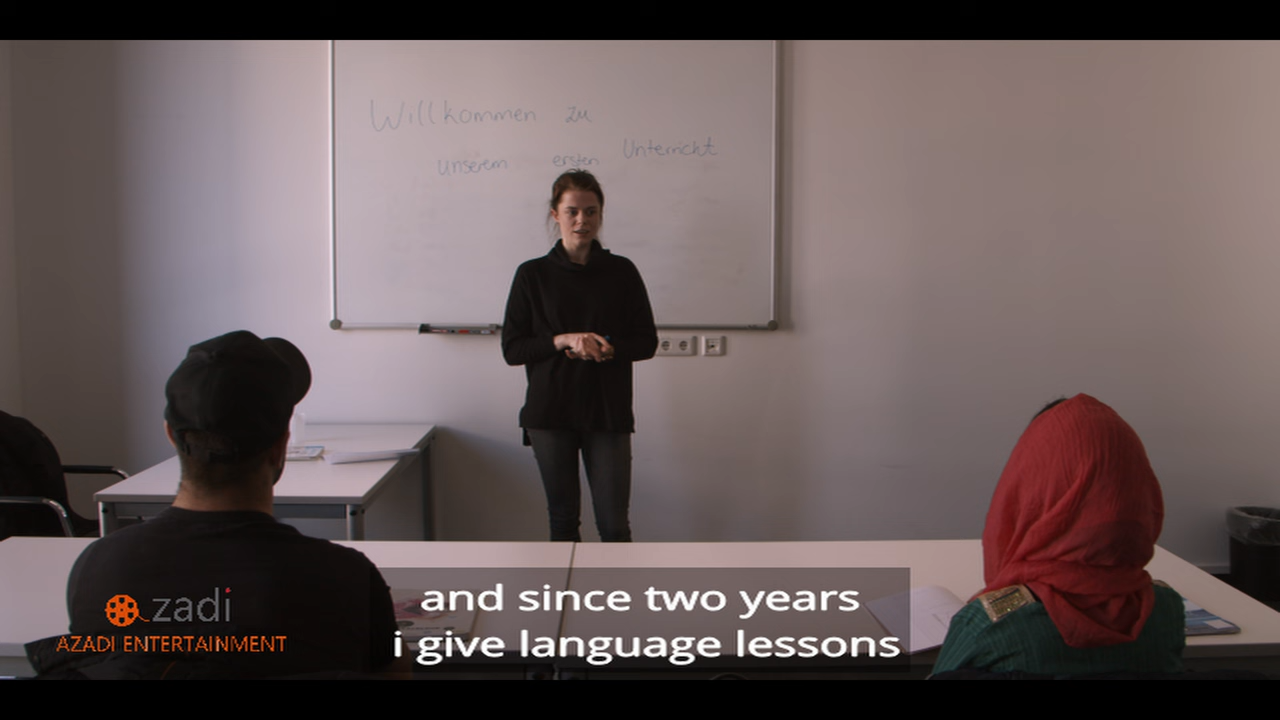 Willkommen zu
unserem ersten Unterricht
zadi
AZADI ENTERTAINMENT
and since two years
i give language lessons